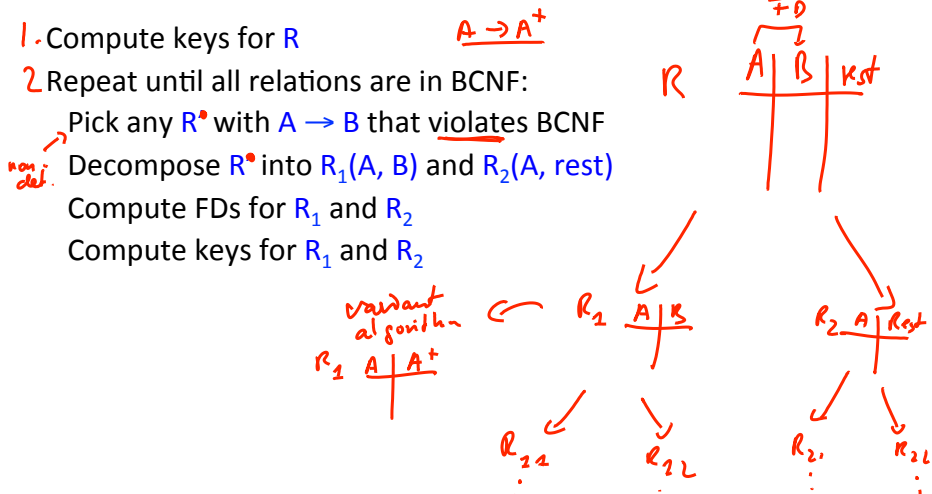 1. Compute keys for R
2 Repeat until all relations are in BCNF:
Pick any R' with A → B that violates BCNF
Decompose R' into R₁(A, B) and R₂(A, rest)
Compute FDs for R₁ and R₂
Compute keys for R₁ and R₂
non det.
A → A⁺
FD
R A B rest
R₁ A B
R₂ A Rest
variant
algorithm
R₁ A A⁺
R₁₁ R₁₂ R₂₁ R₂₂